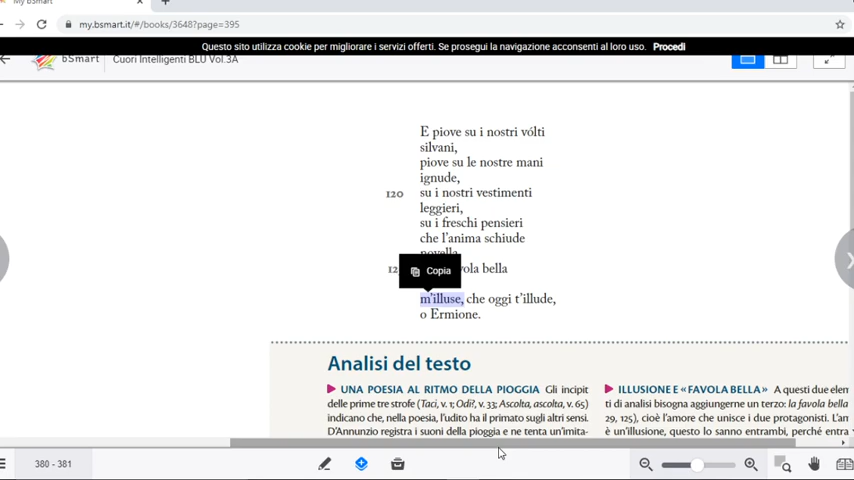 My bSmart
my.bsmart.it/#/books/3648?page=395
Questo sito utilizza cookie per migliorare i servizi offerti. Se prosegui la navigazione acconsenti al loro uso. Procedi
bSmart Cuori Intelligenti BLU Vol.3A
E piove su i nostri vólti
silvani,
piove su le nostre mani
ignude,
120 su i nostri vestimenti
leggieri,
su i freschi pensieri
che l'anima schiude
novella,
bella
Copia
m'illuse, che oggi t'illude,
o Ermione.
Analisi del testo
UNA POESIA AL RITMO DELLA PIOGGIA Gli incipit
delle prime tre strofe (Taci, v. 1; Odi?, v. 33; Ascolta, ascolta, v. 65)
indicano che, nella poesia, l'udito ha il primato sugli altri sensi.
D'Annunzio registra i suoni della pioggia e ne tenta un'imita-
ILLUSIONE E «FAVOLA BELLA» A questi due elem
ti di analisi bisogna aggiungerne un terzo: la favola bella
29, 125), cioè l'amore che unisce i due protagonisti. L'am
è un'illusione, questo lo sanno entrambi, perché entra
380 - 381